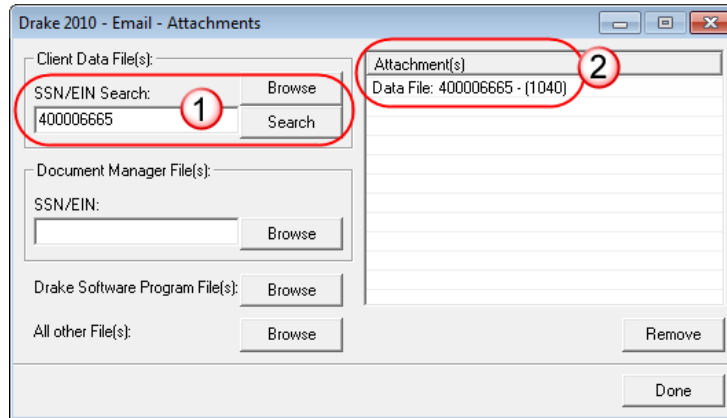 Drake 2010 - Email - Attachments
Client Data File(s):
SSN/EIN Search:
Browse
400006665
1
Search
Attachment(s)
2
Data File: 400006665 - (1040)
Document Manager File(s):
SSN/EIN:
Browse
Drake Software Program File(s):
Browse
All other File(s):
Browse
Remove
Done